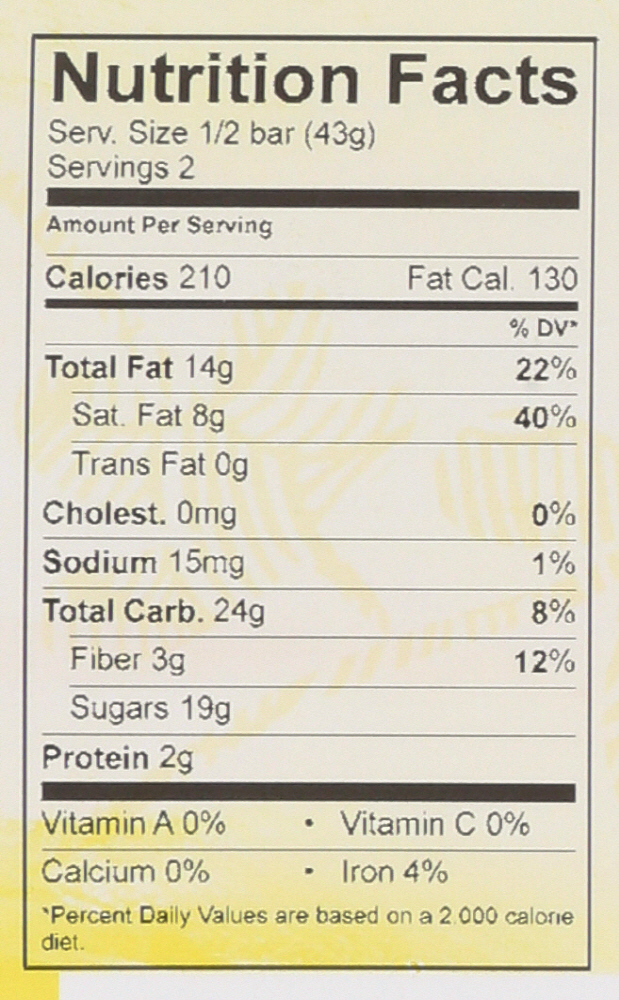 Nutrition Facts
Serv. Size 1/2 bar (43g)
Servings 2
Amount Per Serving
Calories 210 Fat Cal. 130
% DV*
Total Fat 14g 22%
Sat. Fat 8g 40%
Trans Fat 0g
Cholest. 0mg 0%
Sodium 15mg 1%
Total Carb. 24g 8%
Fiber 3g 12%
Sugars 19g
Protein 2g
Vitamin A 0% • Vitamin C 0%
Calcium 0% • Iron 4%
*Percent Daily Values are based on a 2,000 calorie
diet.